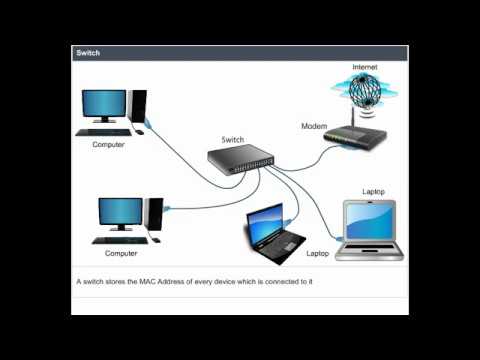 Switch
Internet
Modem
Switch
Computer
Laptop
Computer
Laptop
A switch stores the MAC Address of every device which is connected to it